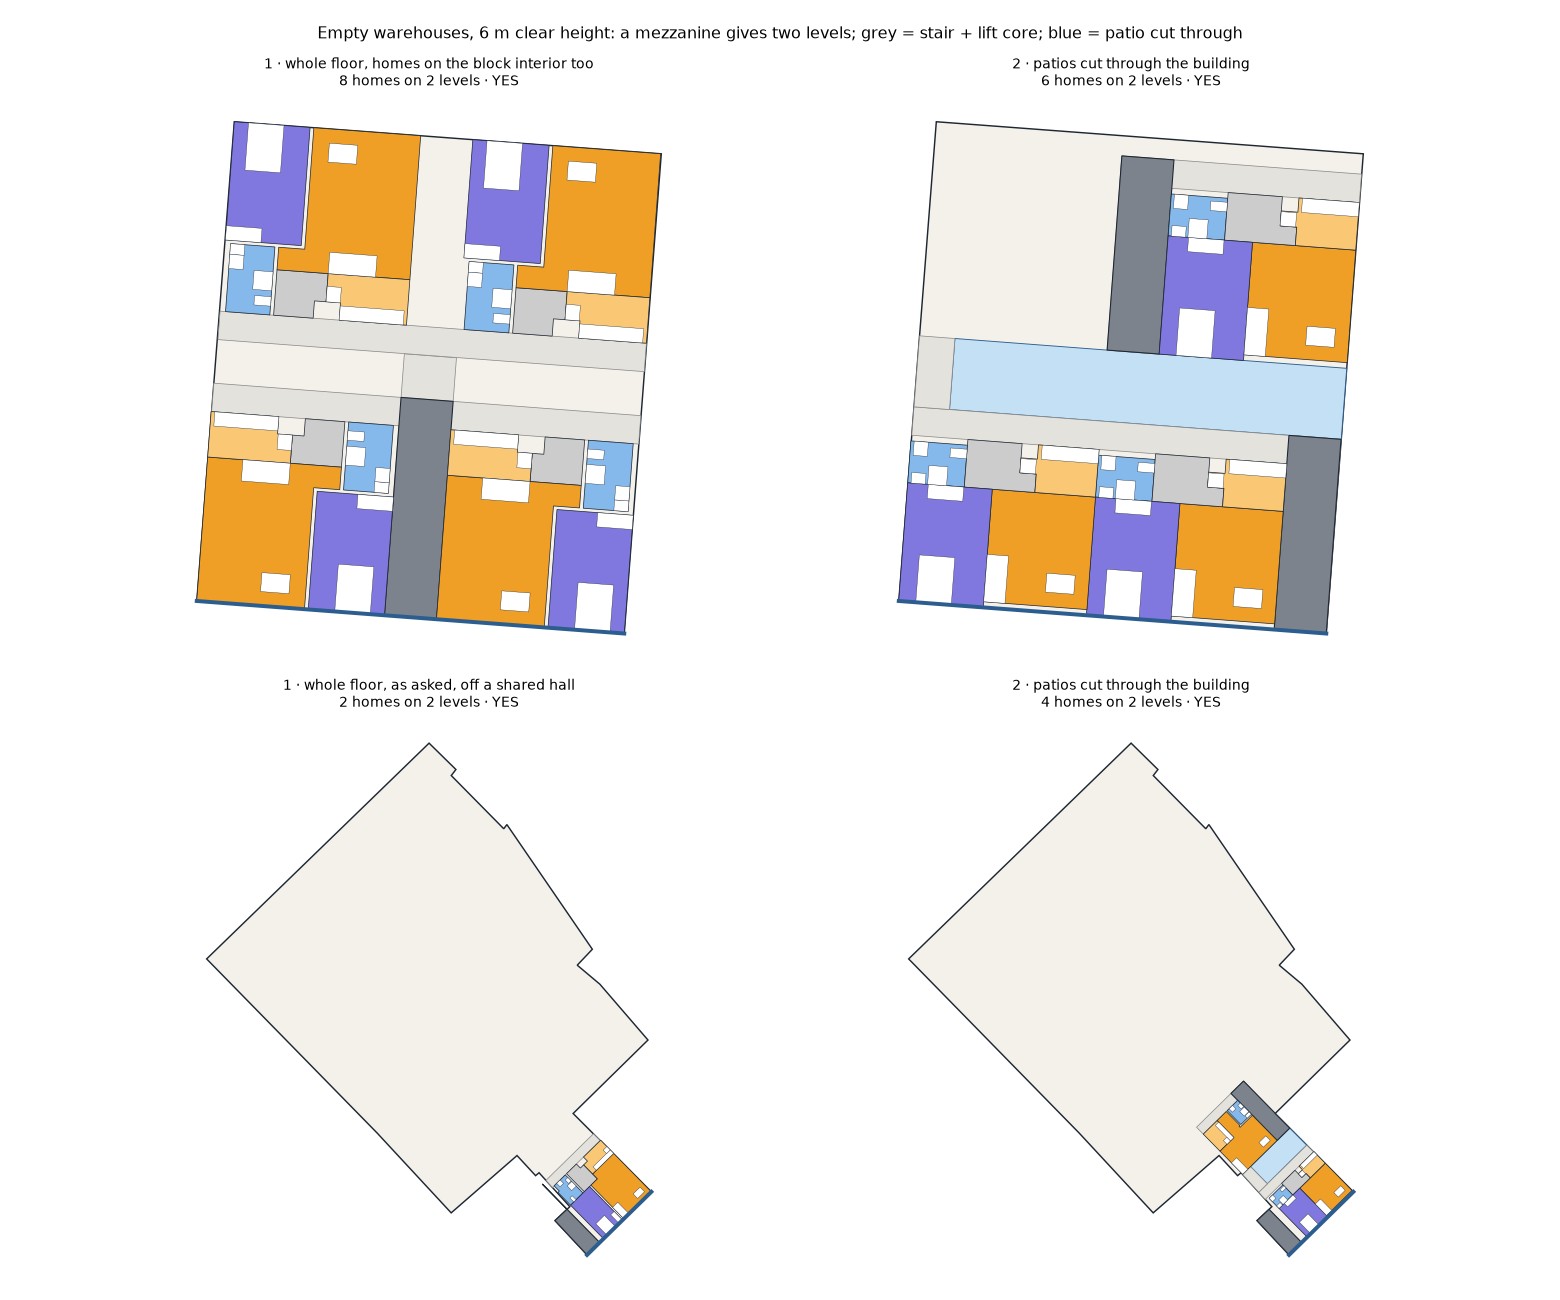 Empty warehouses, 6 m clear height: a mezzanine gives two levels; grey = stair + lift core; blue = patio cut through
1 · whole floor, homes on the block interior too
8 homes on 2 levels · YES
2 · patios cut through the building
6 homes on 2 levels · YES
1 · whole floor, as asked, off a shared hall
2 homes on 2 levels · YES
2 · patios cut through the building
4 homes on 2 levels · YES